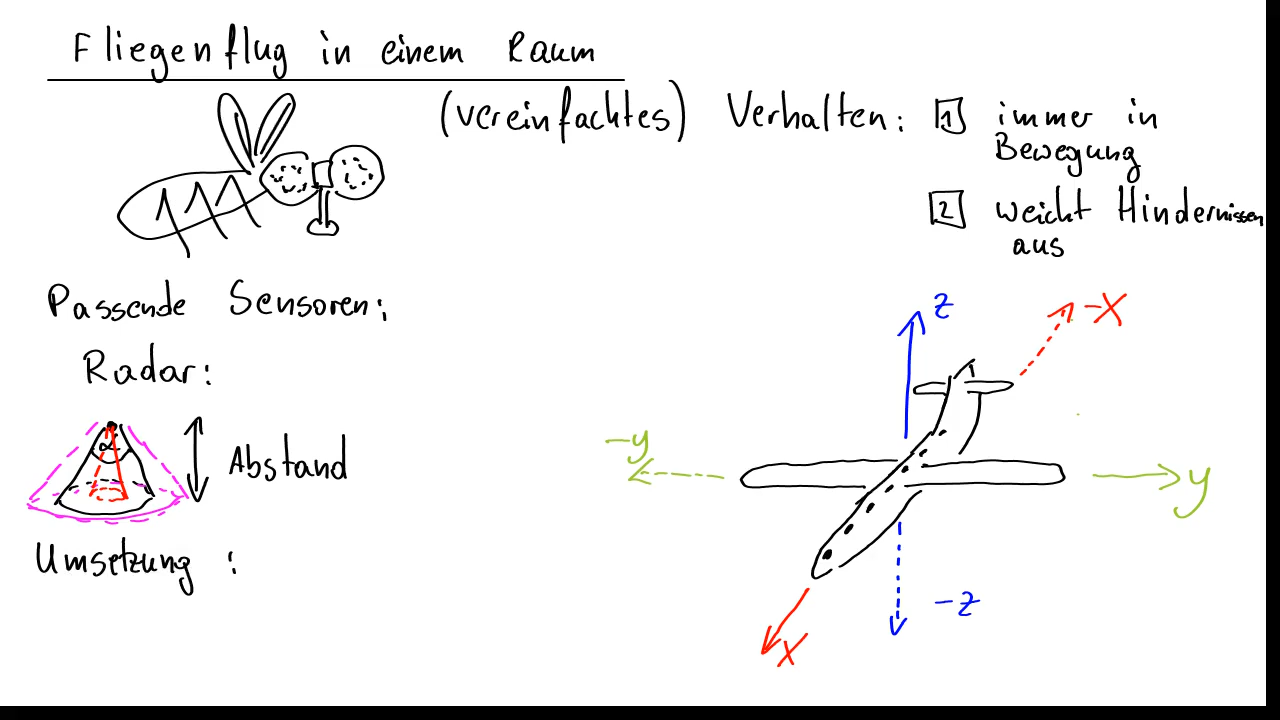 Fliegenflug in einem Raum
(vereinfachtes) Verhalten: 1 immer in
Bewegung
2 weicht Hindernissen
aus
Passende Sensoren:
Radar:
α
Abstand
Umsetzung :
z
-x
-y
y
-z
x